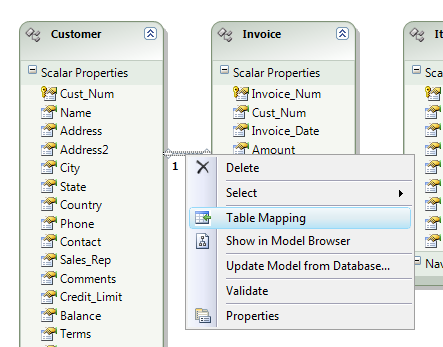 Customer
Scalar Properties
Cust_Num
Name
Address
Address2
City
State
Country
Phone
Contact
Sales_Rep
Comments
Credit_Limit
Balance
Terms
1
Invoice
Scalar Properties
Invoice_Num
Cust_Num
Invoice_Date
Amount
Delete
Select
Table Mapping
Show in Model Browser
Update Model from Database...
Validate
Properties
It
Scal
Nav